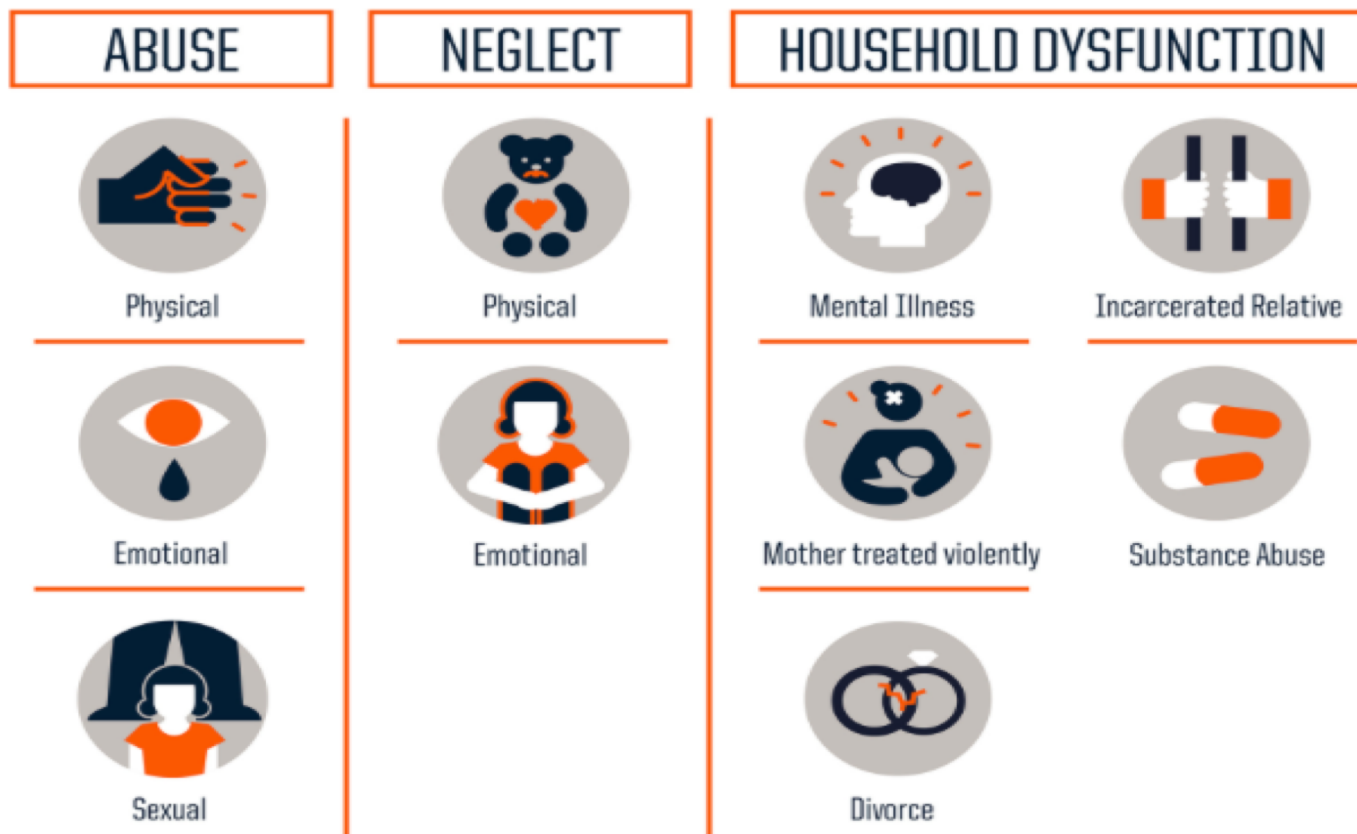 ABUSE
Physical
Emotional
Sexual
NEGLECT
Physical
Emotional
HOUSEHOLD DYSFUNCTION
Mental Illness
Incarcerated Relative
Mother treated violently
Substance Abuse
Divorce